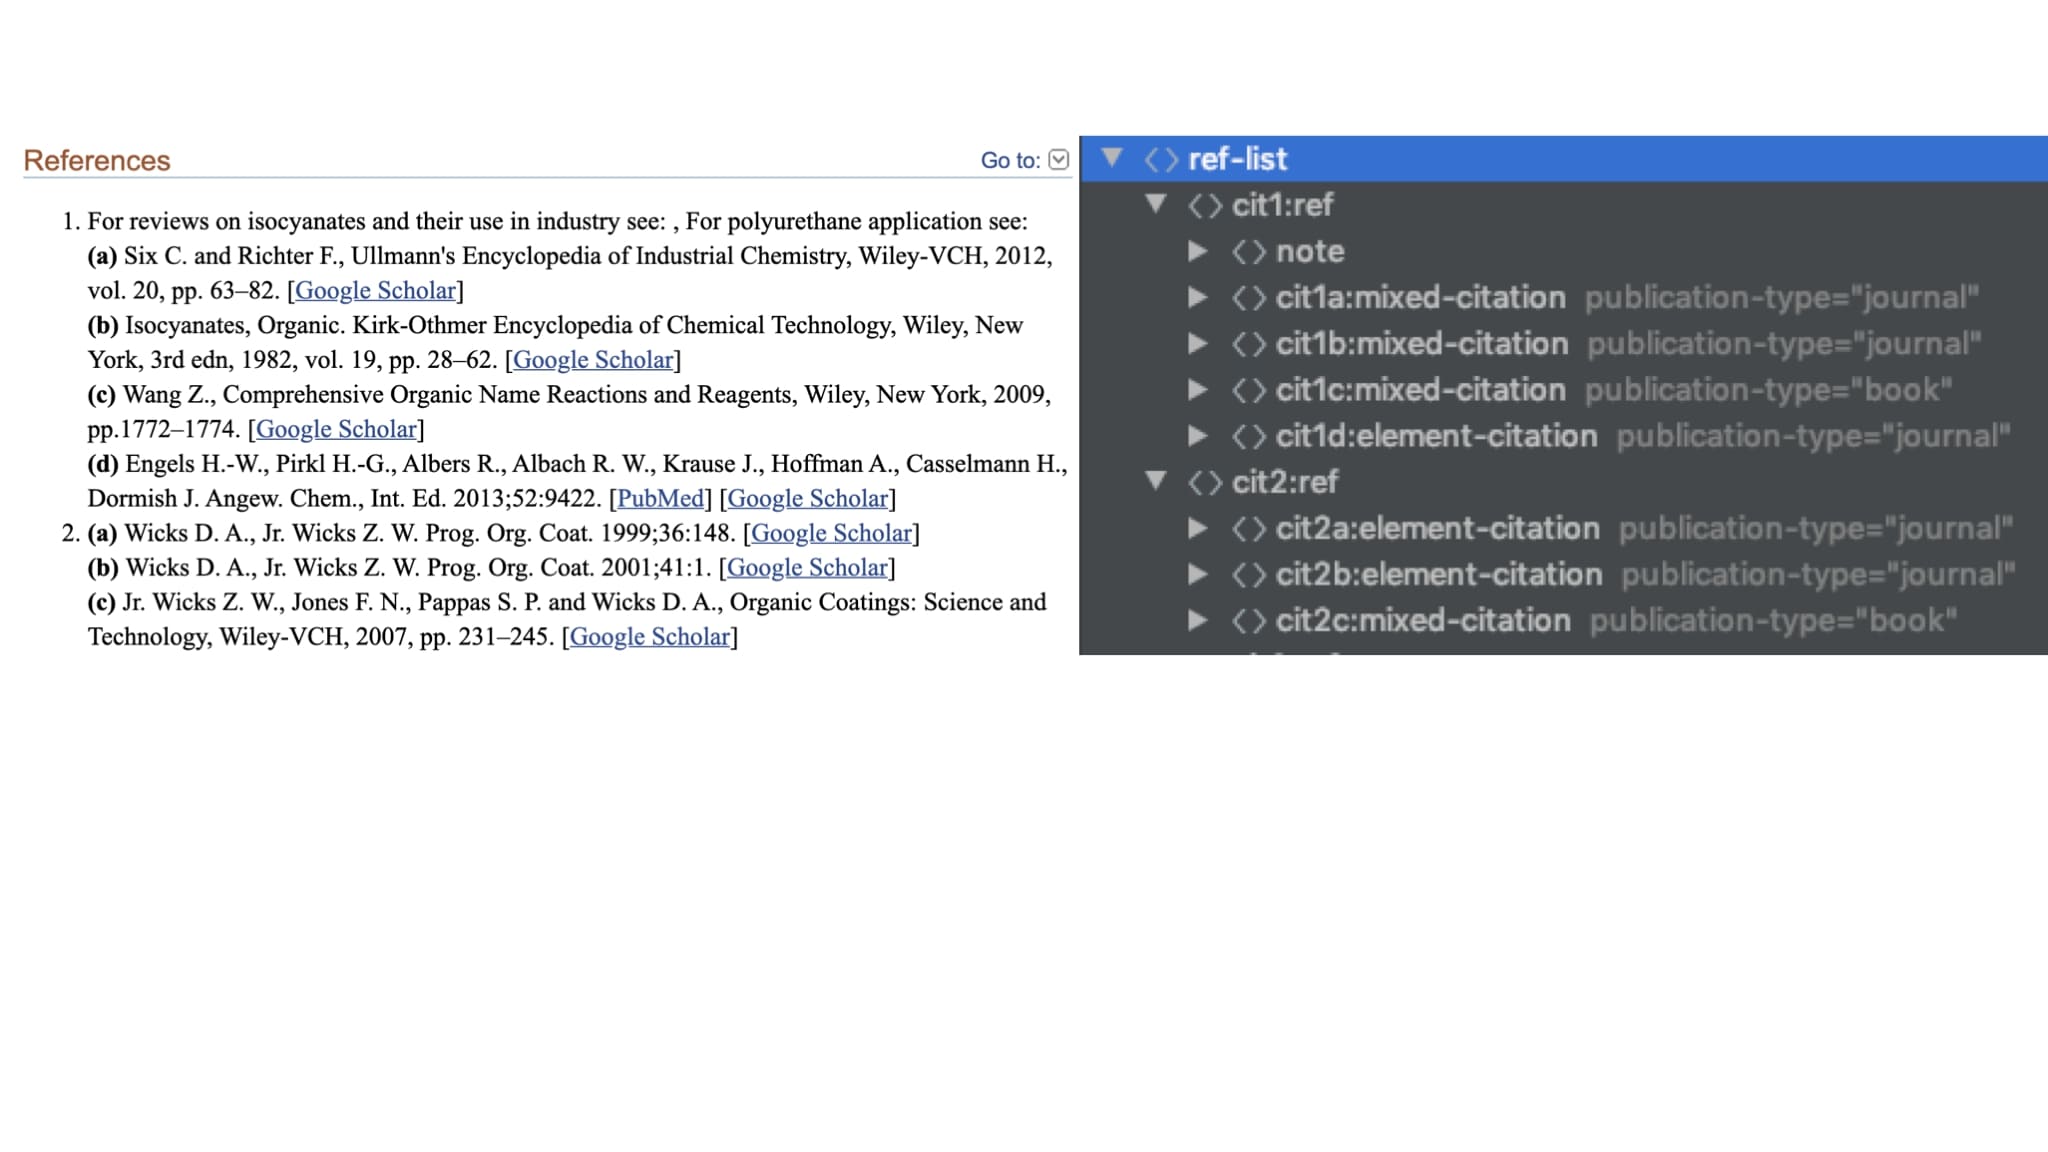 References
Go to:
1. For reviews on isocyanates and their use in industry see: , For polyurethane application see:
(a) Six C. and Richter F., Ullmann's Encyclopedia of Industrial Chemistry, Wiley-VCH, 2012,
vol. 20, pp. 63–82. [Google Scholar]
(b) Isocyanates, Organic. Kirk-Othmer Encyclopedia of Chemical Technology, Wiley, New
York, 3rd edn, 1982, vol. 19, pp. 28–62. [Google Scholar]
(c) Wang Z., Comprehensive Organic Name Reactions and Reagents, Wiley, New York, 2009,
pp.1772–1774. [Google Scholar]
(d) Engels H.-W., Pirkl H.-G., Albers R., Albach R. W., Krause J., Hoffman A., Casselmann H.,
Dormish J. Angew. Chem., Int. Ed. 2013;52:9422. [PubMed] [Google Scholar]
2. (a) Wicks D. A., Jr. Wicks Z. W. Prog. Org. Coat. 1999;36:148. [Google Scholar]
(b) Wicks D. A., Jr. Wicks Z. W. Prog. Org. Coat. 2001;41:1. [Google Scholar]
(c) Jr. Wicks Z. W., Jones F. N., Pappas S. P. and Wicks D. A., Organic Coatings: Science and
Technology, Wiley-VCH, 2007, pp. 231–245. [Google Scholar]
<> ref-list
<> cit1:ref
<> note
<> cit1a:mixed-citation publication-type="journal"
<> cit1b:mixed-citation publication-type="journal"
<> cit1c:mixed-citation publication-type="book"
<> cit1d:element-citation publication-type="journal"
<> cit2:ref
<> cit2a:element-citation publication-type="journal"
<> cit2b:element-citation publication-type="journal"
<> cit2c:mixed-citation publication-type="book"